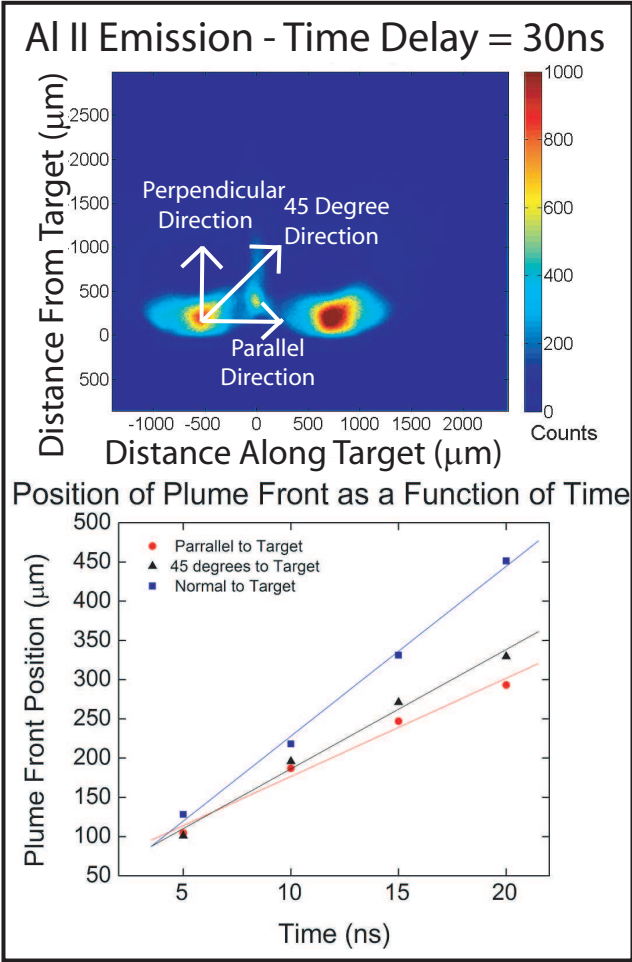 Al II Emission - Time Delay = 30ns
Distance From Target (μm)
2500
2000
1500
1000
500
0
500
Perpendicular
Direction
45 Degree
Direction
Parallel
Direction
-1000 -500 0 500 1000 1500 2000
Distance Along Target (μm)
1000
800
600
400
200
0
Counts
Position of Plume Front as a Function of Time
Plume Front Position (μm)
500
450
400
350
300
250
200
150
100
50
Parrallel to Target
45 degrees to Target
Normal to Target
5 10 15 20
Time (ns)